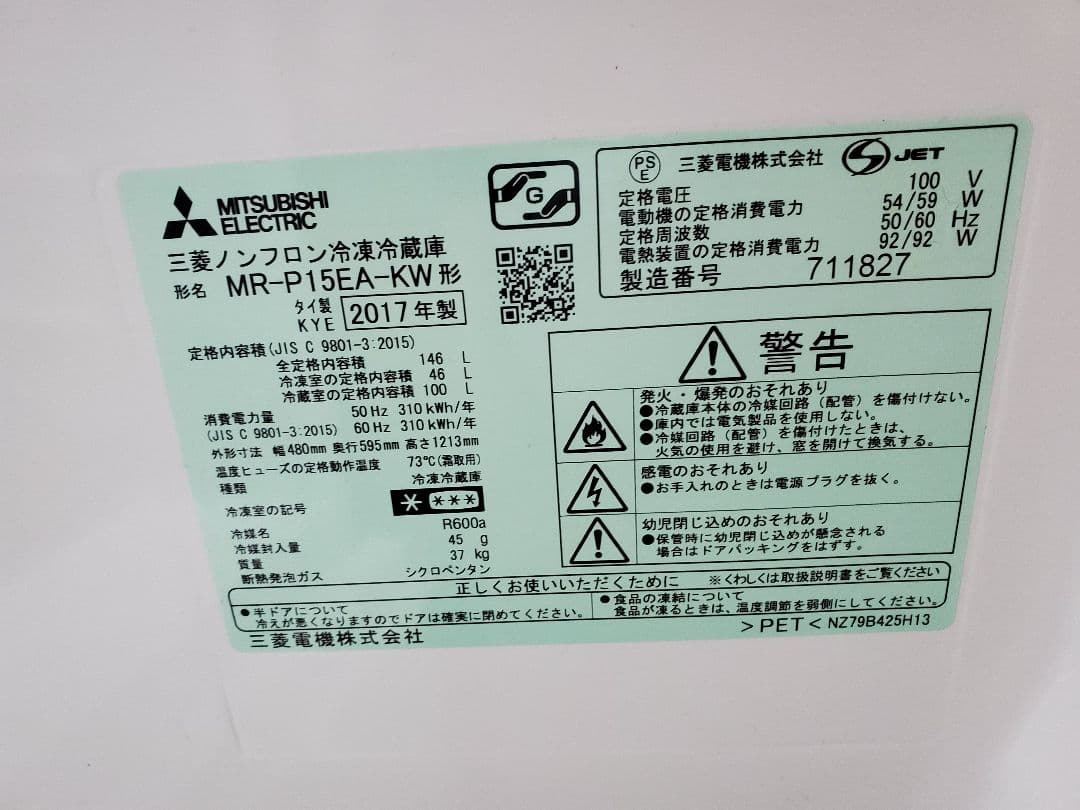 MITSUBISHI
ELECTRIC
G
三菱ノンフロン冷凍冷蔵庫
形名 MR-P15EA-KW形
タイ製
KYE 2017年製
定格内容積(JIS C 9801-3:2015)
全定格内容積 146 L
冷凍室の定格内容積 46 L
冷蔵室の定格内容積 100 L
消費電力量 50Hz 310kWh/年
(JIS C 9801-3:2015) 60Hz 310kWh/年
外形寸法 幅480mm 奥行595mm 高さ1213mm
温度ヒューズの定格動作温度 73℃(霜取用)
種類 冷凍冷蔵庫
冷凍室の記号 * ***
冷媒名 R600a
冷媒封入量 45 g
質量 37 kg
断熱発泡ガス シクロペンタン
PS
E
三菱電機株式会社 JET
定格電圧 100 V
電動機の定格消費電力 54/59 W
定格周波数 50/60 Hz
電熱装置の定格消費電力 92/92 W
製造番号 711827
警告
発火・爆発のおそれあり
●冷蔵庫本体の冷媒回路(配管)を傷付けない。
●庫内では電気製品を使用しない。
●冷媒回路(配管)を傷付けたときは、
火気の使用を避け、窓を開けて換気する。
感電のおそれあり
●お手入れのときは電源プラグを抜く。
幼児閉じ込めのおそれあり
●保管時に幼児閉じ込めが懸念される
場合はドアパッキングをはずす。
正しくお使いいただくために ※くわしくは取扱説明書をご覧ください
●半ドアについて
冷えが悪くなりますのでドアは確実に閉めてください。
●食品の凍結について
食品が凍るときは、温度調節を弱側にしてください。
三菱電機株式会社
>PET< NZ79B425H13